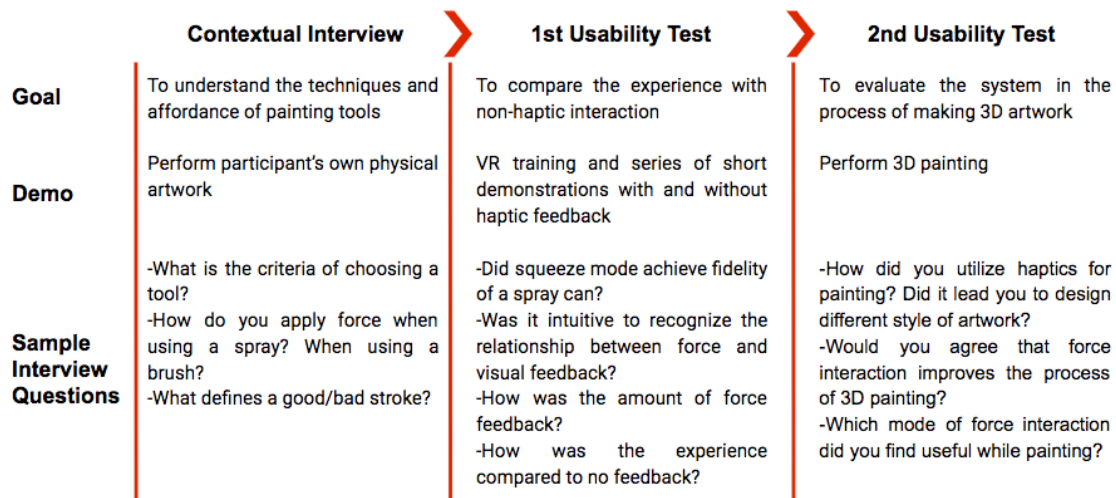 Contextual Interview
1st Usability Test
2nd Usability Test
Goal
To understand the techniques and
affordance of painting tools
To compare the experience with
non-haptic interaction
To evaluate the system in the
process of making 3D artwork
Demo
Perform participant's own physical
artwork
VR training and series of short
demonstrations with and without
haptic feedback
Perform 3D painting
Sample
Interview
Questions
-What is the criteria of choosing a
tool?
-How do you apply force when
using a spray? When using a
brush?
-What defines a good/bad stroke?
-Did squeeze mode achieve fidelity
of a spray can?
-Was it intuitive to recognize the
relationship between force and
visual feedback?
-How was the amount of force
feedback?
-How was the experience
compared to no feedback?
-How did you utilize haptics for
painting? Did it lead you to design
different style of artwork?
-Would you agree that force
interaction improves the process
of 3D painting?
-Which mode of force interaction
did you find useful while painting?